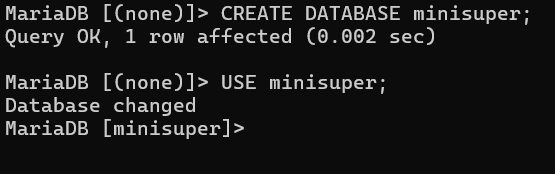 MariaDB [(none)]> CREATE DATABASE minisuper;
Query OK, 1 row affected (0.002 sec)
MariaDB [(none)]> USE minisuper;
Database changed
MariaDB [minisuper]>